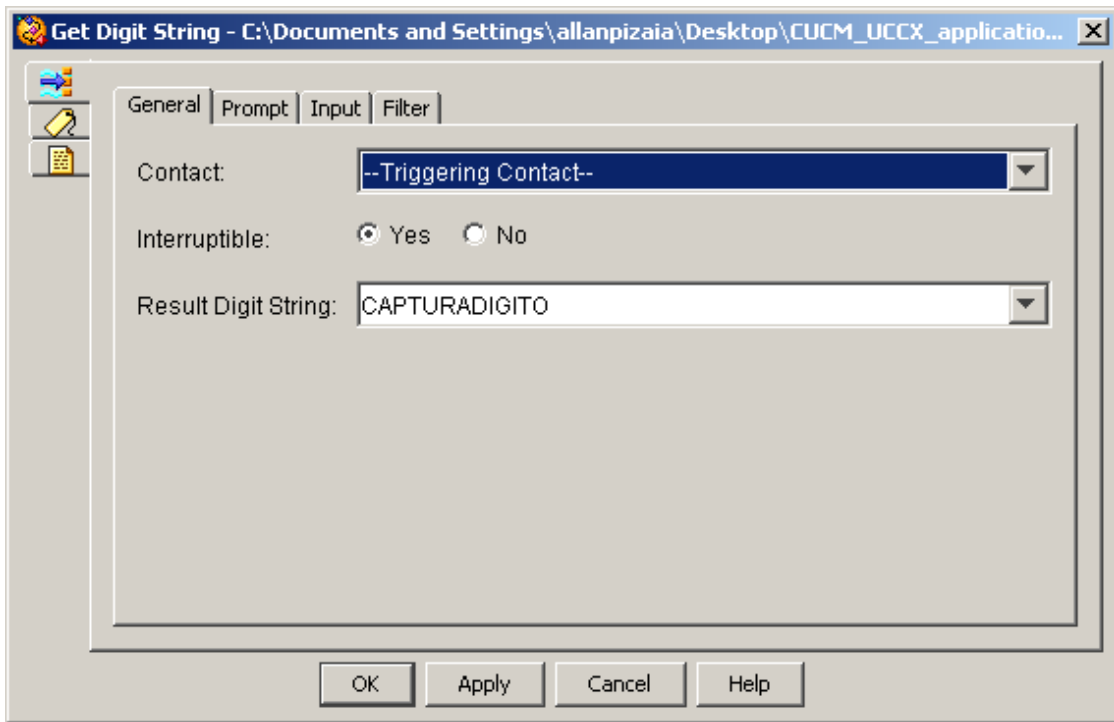 Get Digit String - C:\Documents and Settings\allanpizaia\Desktop\CUCM_UCCX_applicatio...
General Prompt Input Filter
Contact: --Triggering Contact--
Interruptible: Yes No
Result Digit String: CAPTURADIGITO
OK Apply Cancel Help